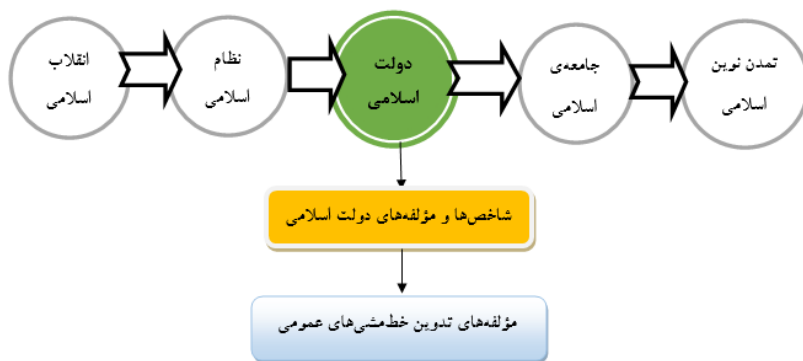 انقلاب
اسلامی
نظام
اسلامی
دولت
اسلامی
جامعه‌ی
اسلامی
تمدن نوین
اسلامی
شاخص‌ها و مؤلفه‌های دولت اسلامی
مؤلفه‌های تدوین خط‌مشی‌های عمومی